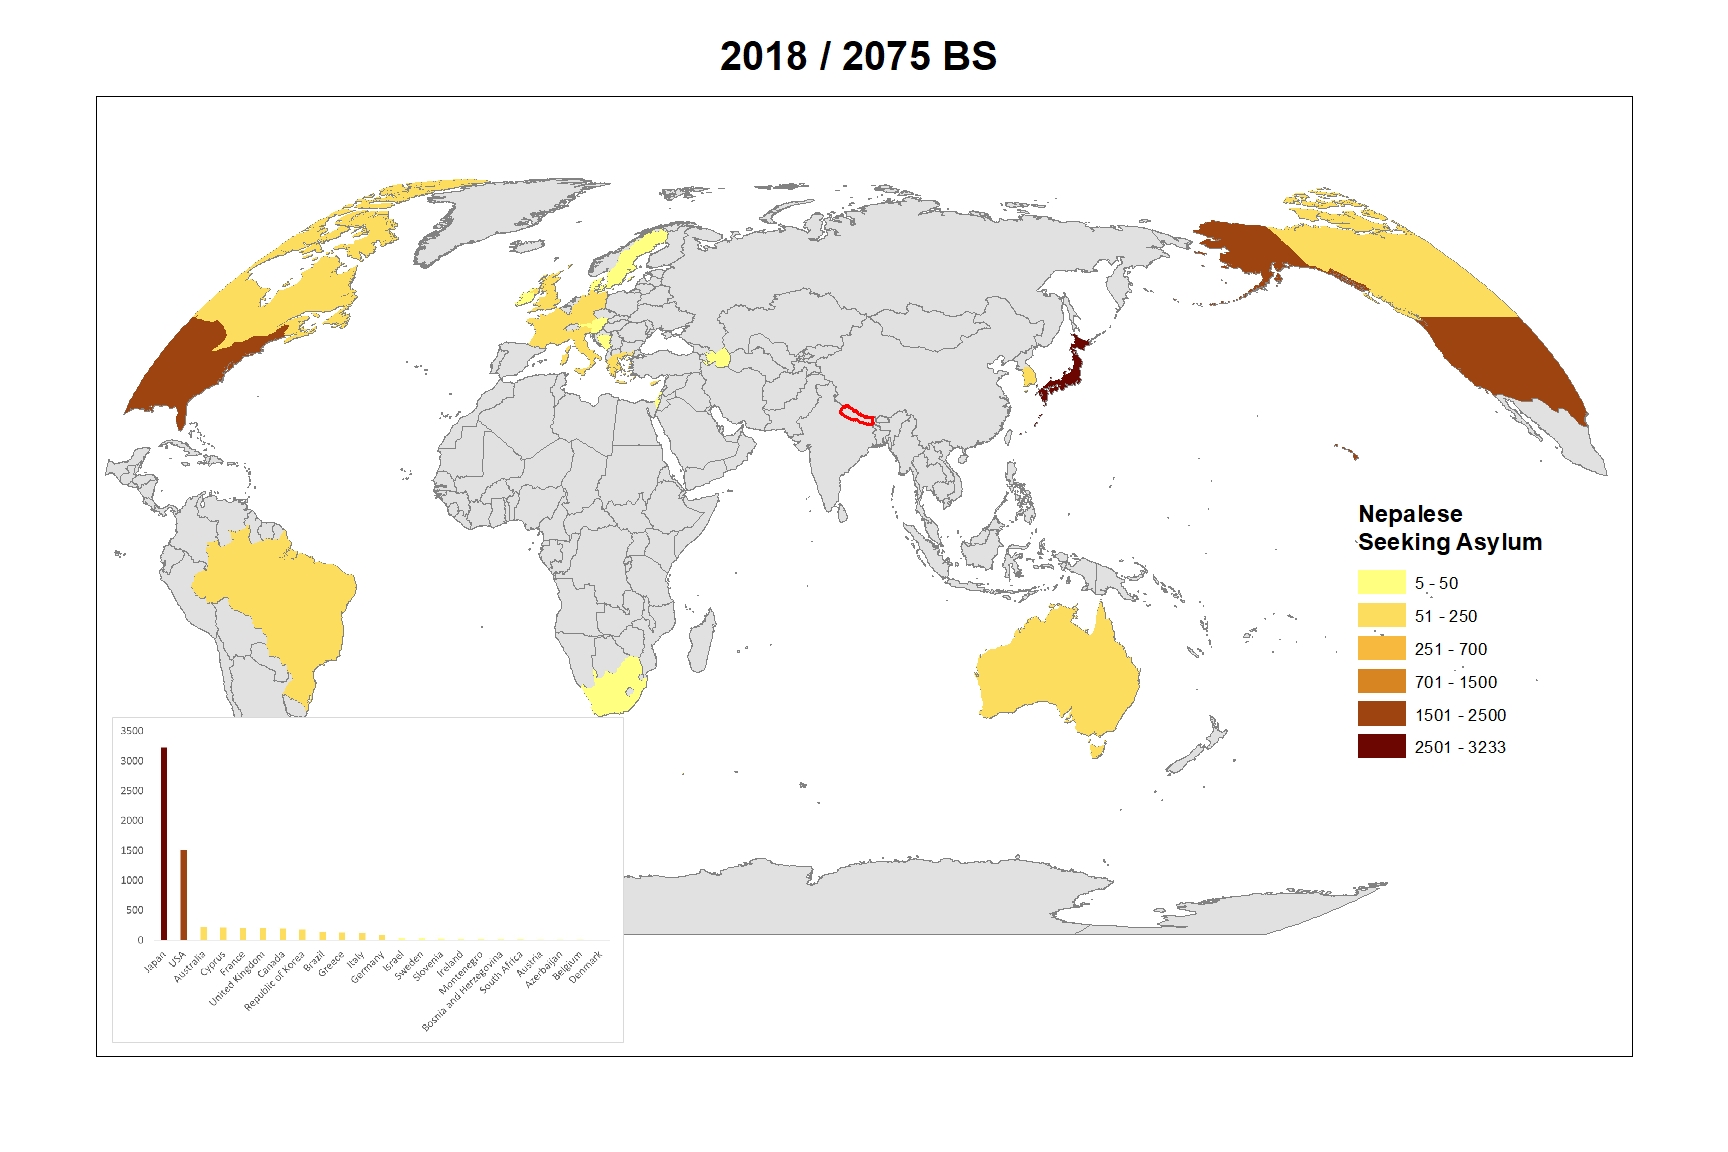 2018 / 2075 BS
Nepalese
Seeking Asylum
5 - 50
51 - 250
251 - 700
701 - 1500
1501 - 2500
2501 - 3233
3500
3000
2500
2000
1500
1000
500
0
Japan
USA
Australia
Cyprus
France
United Kingdom
Canada
Republic of Korea
Brazil
Greece
Italy
Germany
Israel
Sweden
Slovenia
Ireland
Montenegro
Bosnia and Herzegovina
South Africa
Austria
Azerbaijan
Belgium
Denmark